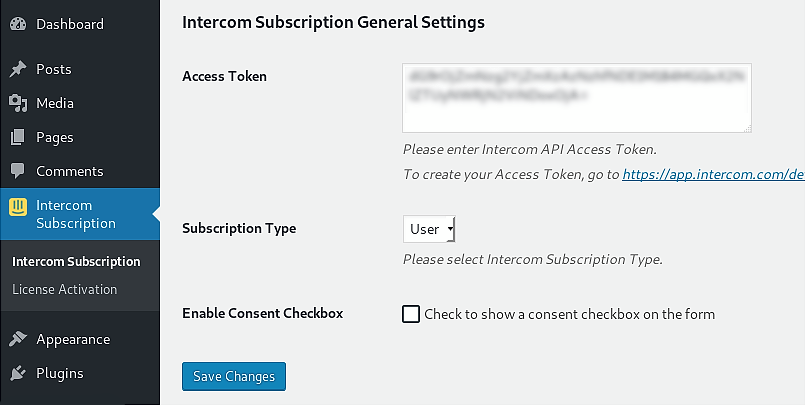 Dashboard
Posts
Media
Pages
Comments
Intercom
Subscription
Intercom Subscription
License Activation
Appearance
Plugins
Intercom Subscription General Settings
Access Token
Please enter Intercom API Access Token.
To create your Access Token, go to https://app.intercom.com/de
Subscription Type
User
Please select Intercom Subscription Type.
Enable Consent Checkbox
Check to show a consent checkbox on the form
Save Changes